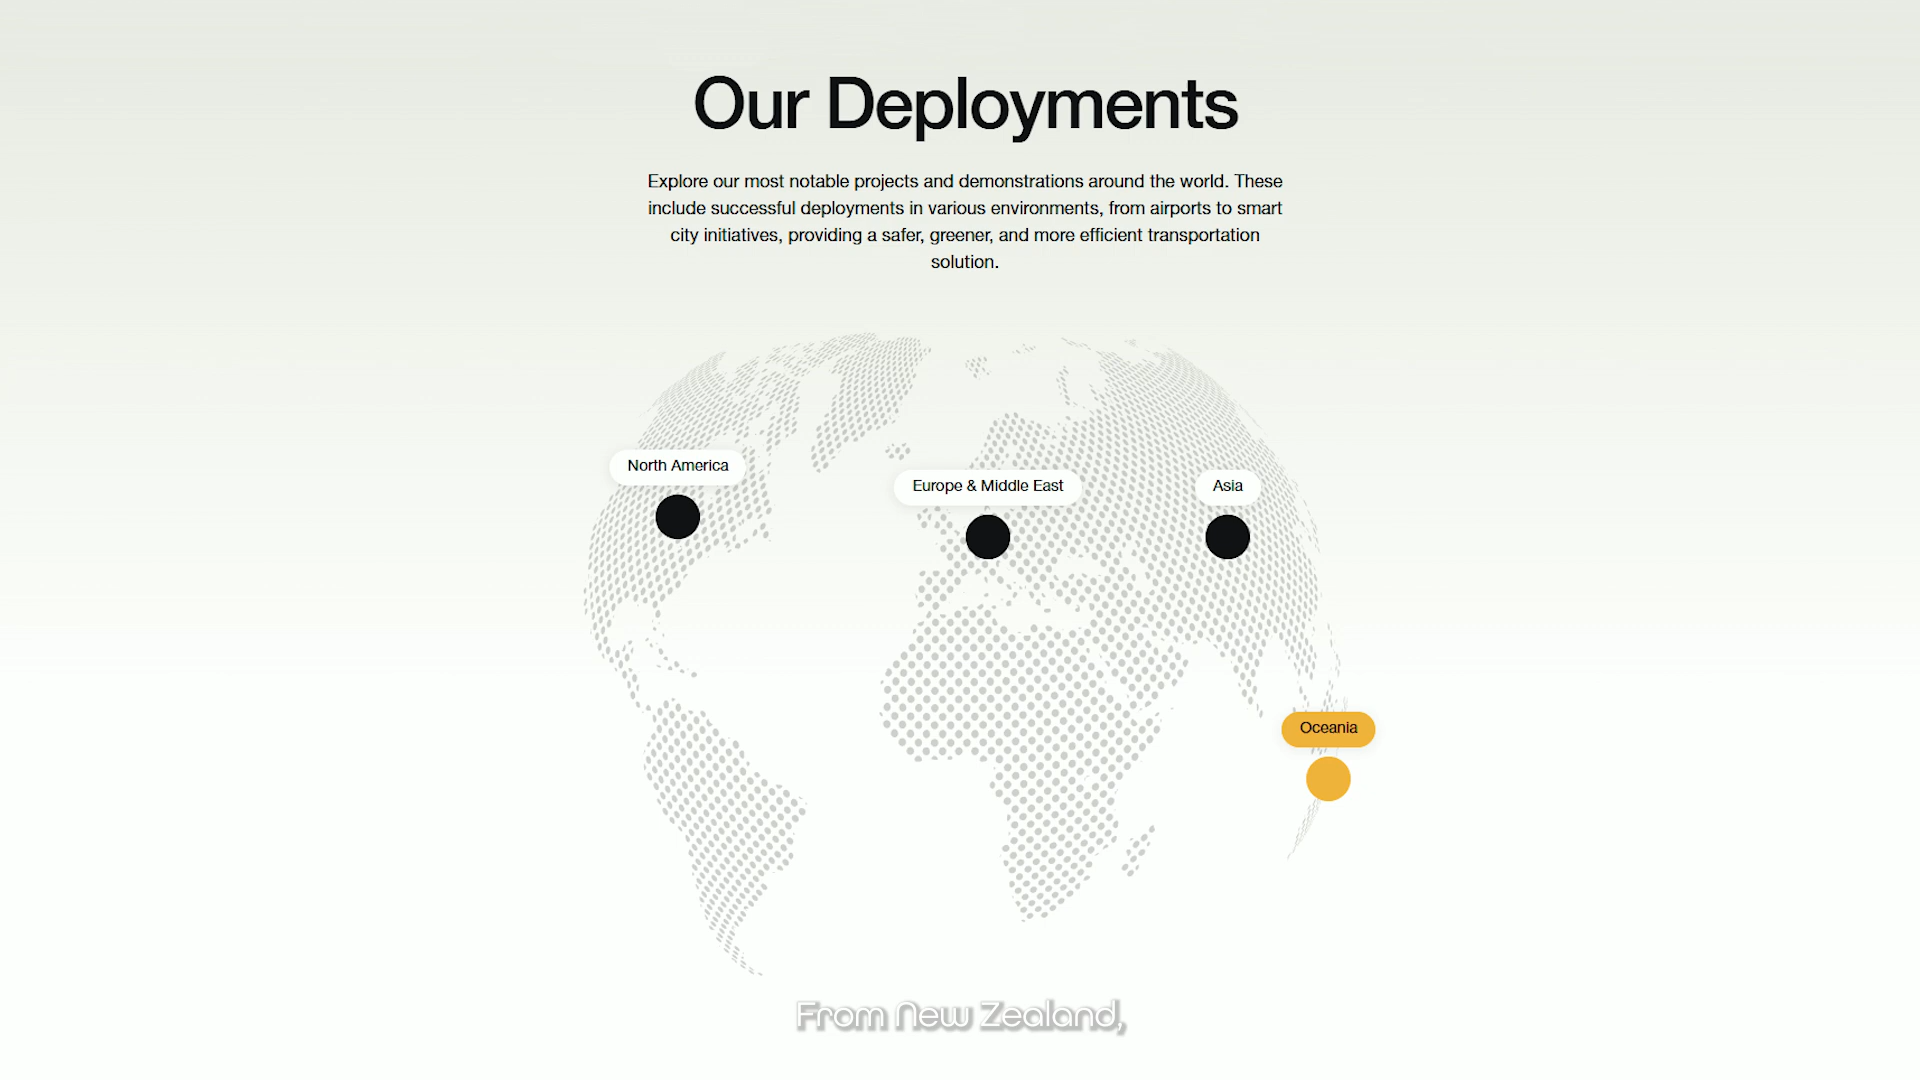 Our Deployments
Explore our most notable projects and demonstrations around the world. These
include successful deployments in various environments, from airports to smart
city initiatives, providing a safer, greener, and more efficient transportation
solution.
North America
Europe & Middle East
Asia
Oceania
From New Zealand,